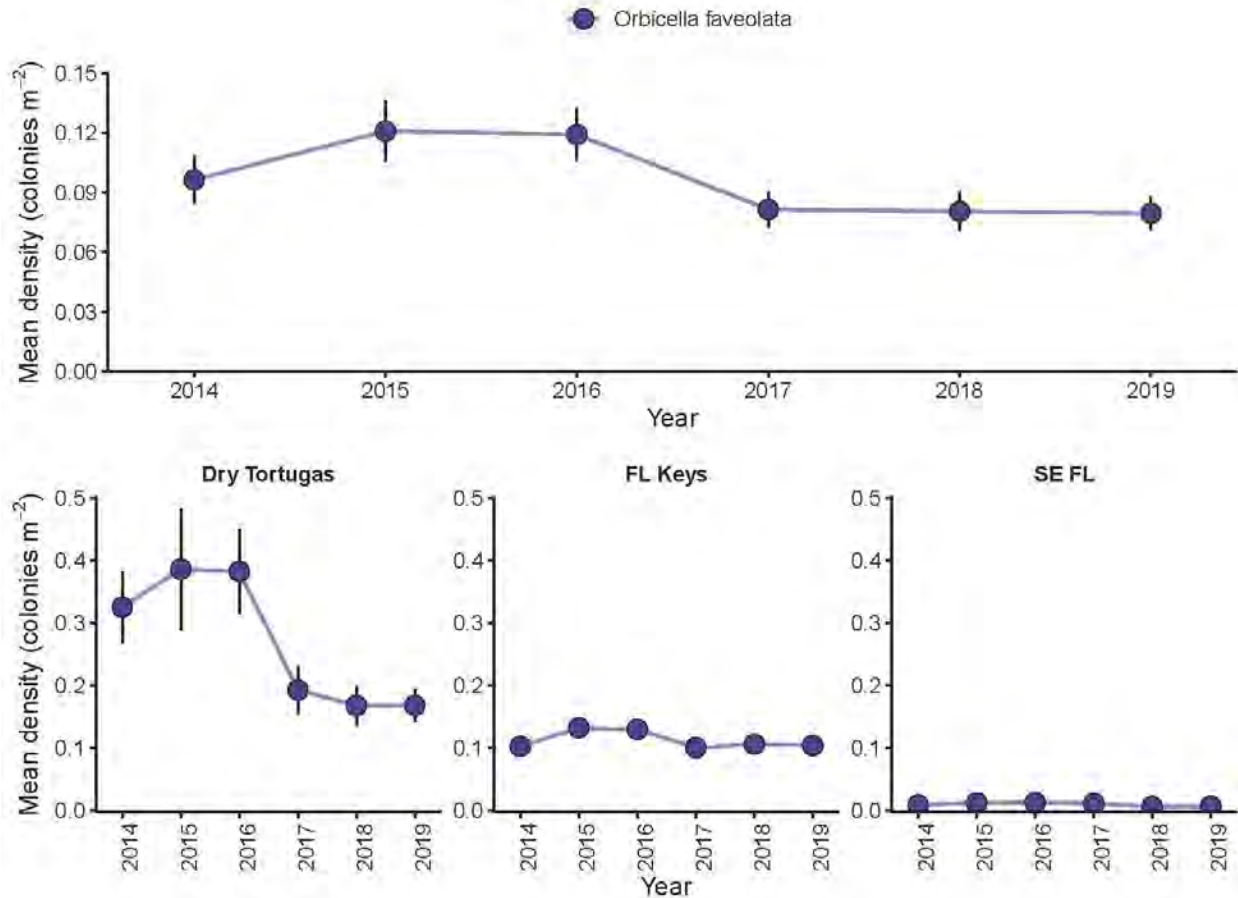 Orbicella faveolata
Mean density (colonies m⁻²)
0.15
0.12
0.09
0.06
0.03
0.00
2014 2015 2016 2017 2018 2019
Year
Dry Tortugas FL Keys SE FL
Mean density (colonies m⁻²)
0.5 0.5 0.5
0.4 0.4 0.4
0.3 0.3 0.3
0.2 0.2 0.2
0.1 0.1 0.1
0.0 0.0 0.0
2014 2015 2016 2017 2018 2019 2014 2015 2016 2017 2018 2019 2014 2015 2016 2017 2018 2019
Year